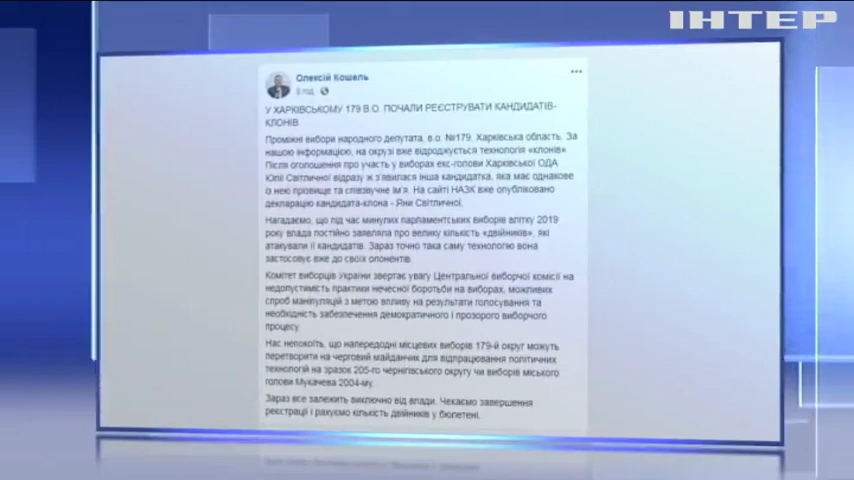 ІНТЕР
Олексій Кошель
У ХАРКІВСЬКОМУ 179 В.О. ПОЧАЛИ РЕЄСТРУВАТИ КАНДИДАТІВ-
КЛОНІВ
Проміжні вибори народного депутата, в.о. №179, Харківська область. За
нашою інформацією, на окрузі вже відроджується технологія «клонів».
Після оголошення про участь у виборах екс-голови Харківської ОДА
Юлії Світличної відразу ж з'явилася інша кандидатка, яка має однакове
із нею прізвище та співзвучне ім'я. На сайті НАЗК вже опубліковано
декларацію кандидата-клона - Яни Світличної.
Нагадаємо, що під час минулих парламентських виборів влітку 2019
року влада постійно заявляла про велику кількість «двійників», які
атакували її кандидатів. Зараз точно таку саму технологію вона
застосовує вже до своїх опонентів.
Комітет виборців України звертає увагу Центральної виборчої комісії на
недопустимість практики нечесної боротьби на виборах, можливих
спроб маніпуляцій з метою впливу на результати голосування та
необхідність забезпечення демократичного і прозорого виборчого
процесу.
Нас непокоїть, що напередодні місцевих виборів 179-й округ можуть
перетворити на черговий майданчик для відпрацювання політичних
технологій на зразок 205-го чернігівського округу чи виборів міського
голови Мукачева 2004-му.
Зараз все залежить виключно від влади. Чекаємо завершення
реєстрації і рахуємо кількість двійників у бюлетені.